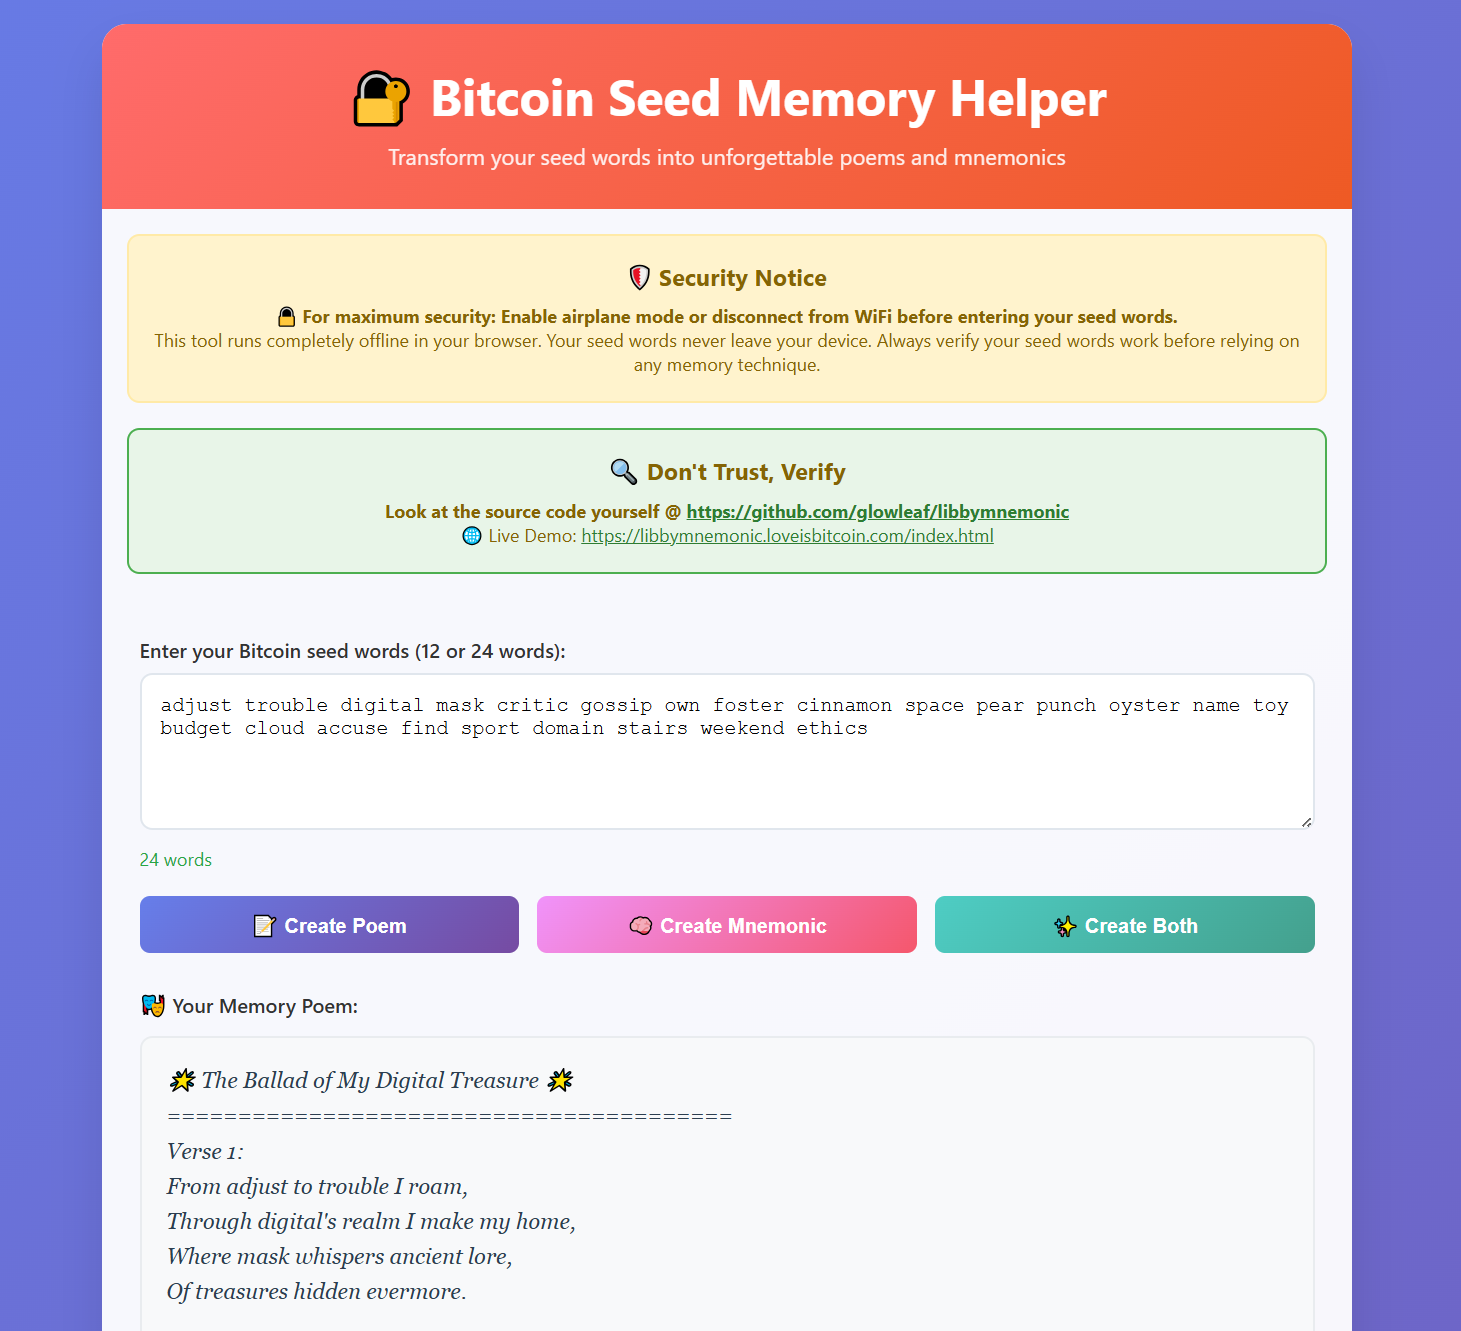 🔐 Bitcoin Seed Memory Helper
Transform your seed words into unforgettable poems and mnemonics
🛡️ Security Notice
🔒 For maximum security: Enable airplane mode or disconnect from WiFi before entering your seed words.
This tool runs completely offline in your browser. Your seed words never leave your device. Always verify your seed words work before relying on
any memory technique.
🔍 Don't Trust, Verify
Look at the source code yourself @ https://github.com/glowleaf/libbymnemonic
🌐 Live Demo: https://libbymnemonic.loveisbitcoin.com/index.html
Enter your Bitcoin seed words (12 or 24 words):
adjust trouble digital mask critic gossip own foster cinnamon space pear punch oyster name toy
budget cloud accuse find sport domain stairs weekend ethics
24 words
📝 Create Poem
🧠 Create Mnemonic
✨ Create Both
🎭 Your Memory Poem:
🌟 The Ballad of My Digital Treasure 🌟
========================================
Verse 1:
From adjust to trouble I roam,
Through digital's realm I make my home,
Where mask whispers ancient lore,
Of treasures hidden evermore.